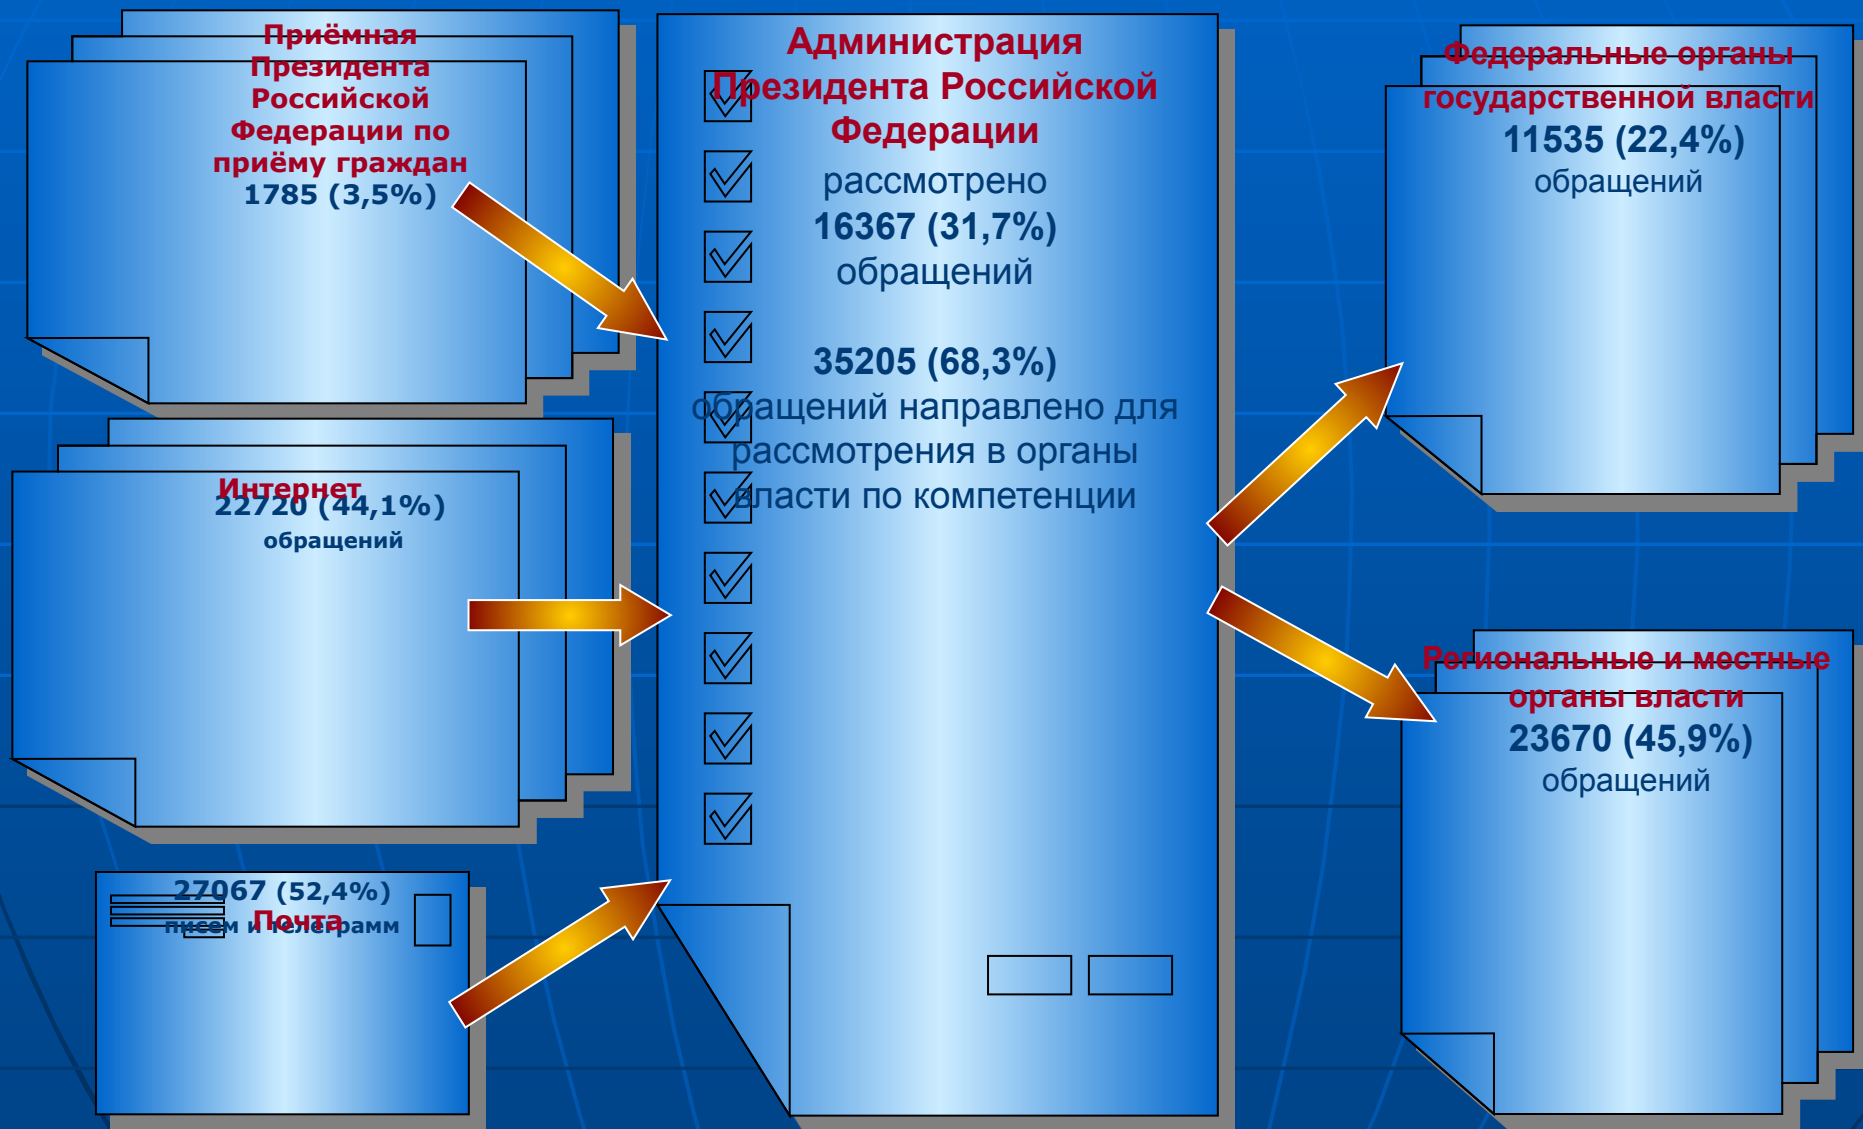 Приёмная
Президента
Российской
Федерации по
приёму граждан
1785 (3,5%)
Интернет
22720 (44,1%)
обращений
27067 (52,4%)
Почта
писем и телеграмм
Администрация
Президента Российской
Федерации
рассмотрено
16367 (31,7%)
обращений
35205 (68,3%)
обращений направлено для
рассмотрения в органы
власти по компетенции
Федеральные органы
государственной власти
11535 (22,4%)
обращений
Региональные и местные
органы власти
23670 (45,9%)
обращений